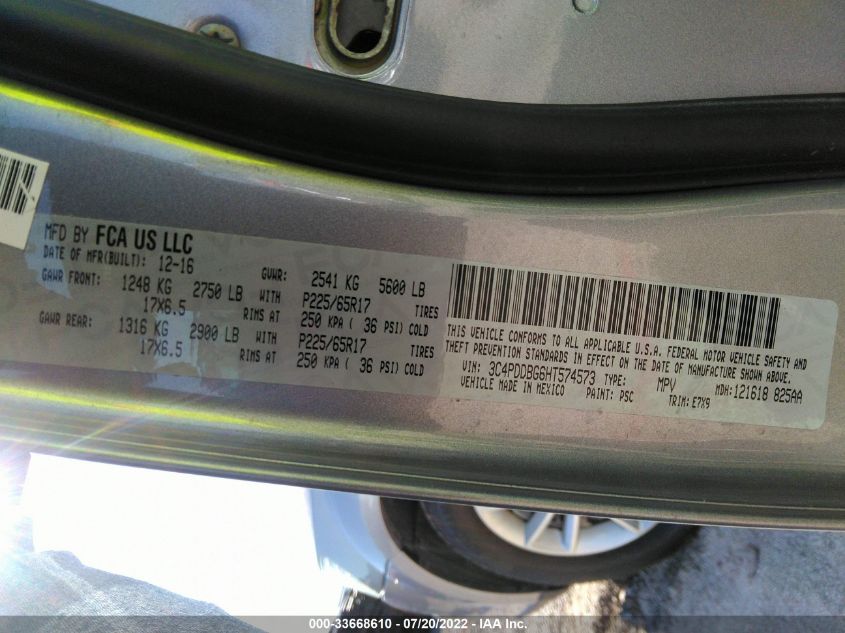 MFD BY FCA US LLC
DATE OF MFR(BUILT): 12-16 GVWR: 2541 KG 5600 LB
GAWR FRONT: 1248 KG 2750 LB WITH P225/65R17 TIRES
17X6.5 RIMS AT 250 KPA ( 36 PSI) COLD
GAWR REAR: 1316 KG 2900 LB WITH P225/65R17 TIRES
17X6.5 RIMS AT 250 KPA ( 36 PSI) COLD
THIS VEHICLE CONFORMS TO ALL APPLICABLE U.S.A. FEDERAL MOTOR VEHICLE SAFETY AND
THEFT PREVENTION STANDARDS IN EFFECT ON THE DATE OF MANUFACTURE SHOWN ABOVE.
VIN: 3C4PDDBG6HT574573 TYPE: MPV MDH:121618 825AA
VEHICLE MADE IN MEXICO PAINT: PSC TRIM: E7X9
000-33668610 / 07/20/2022 / IAA Inc.